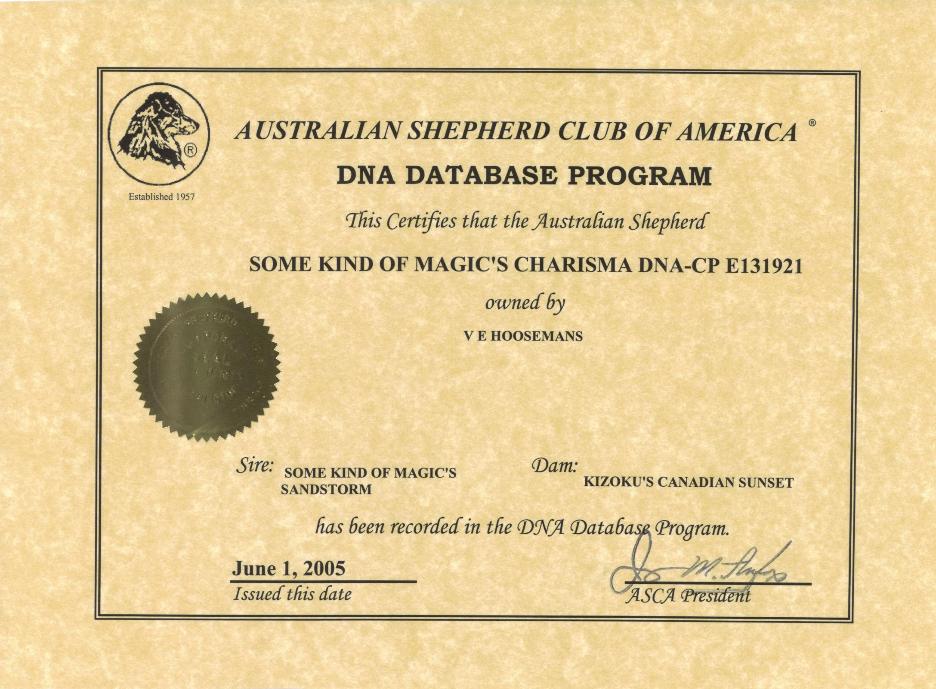 AUSTRALIAN SHEPHERD CLUB OF AMERICA ®
DNA DATABASE PROGRAM
®
Established 1957
This Certifies that the Australian Shepherd
SOME KIND OF MAGIC'S CHARISMA DNA-CP E131921
owned by
V E HOOSEMANS
Sire: SOME KIND OF MAGIC'S
SANDSTORM
Dam: KIZOKU'S CANADIAN SUNSET
has been recorded in the DNA Database Program.
June 1, 2005
Issued this date
ASCA President